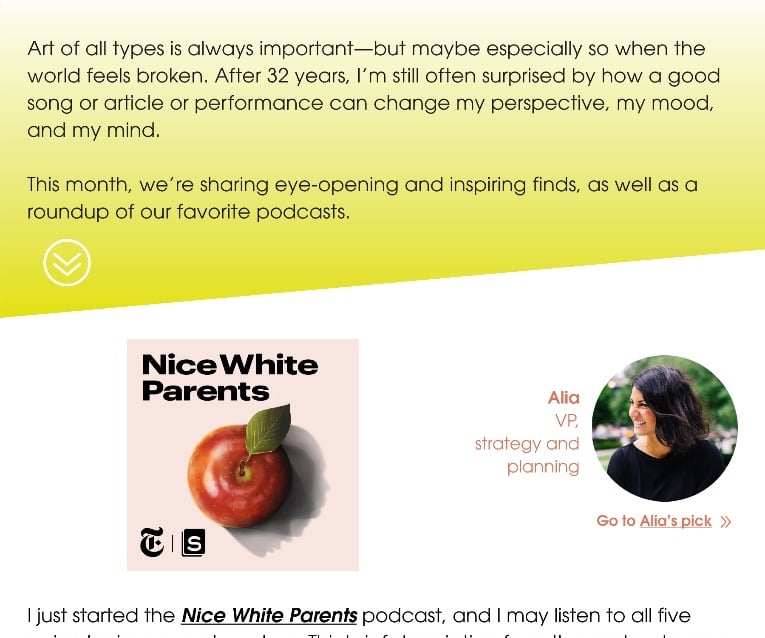 Art of all types is always important—but maybe especially so when the
world feels broken. After 32 years, I’m still often surprised by how a good
song or article or performance can change my perspective, my mood,
and my mind.
This month, we’re sharing eye-opening and inspiring finds, as well as a
roundup of our favorite podcasts.
Nice White
Parents
T | S
Alia
VP,
strategy and
planning
Go to Alia’s pick »
I just started the Nice White Parents podcast, and I may listen to all five